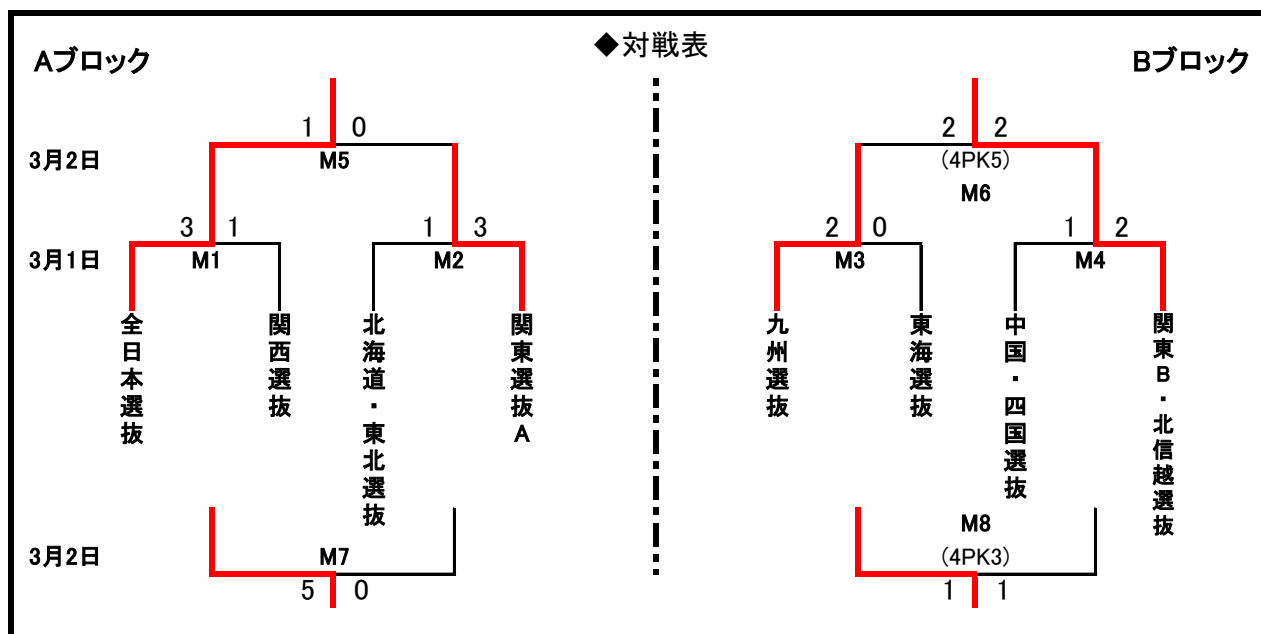 ◆対戦表
Aブロック
Bブロック
1 0
2 2
3月2日
M5
(4PK5)
M6
3 1
1 3
2 0
1 2
3月1日
M1
M2
M3
M4
全日本選抜
関西選抜
北海道・東北選抜
関東選抜A
九州選抜
東海選抜
中国・四国選抜
関東B・北信越選抜
M8
3月2日
M7
(4PK3)
5 0
1 1